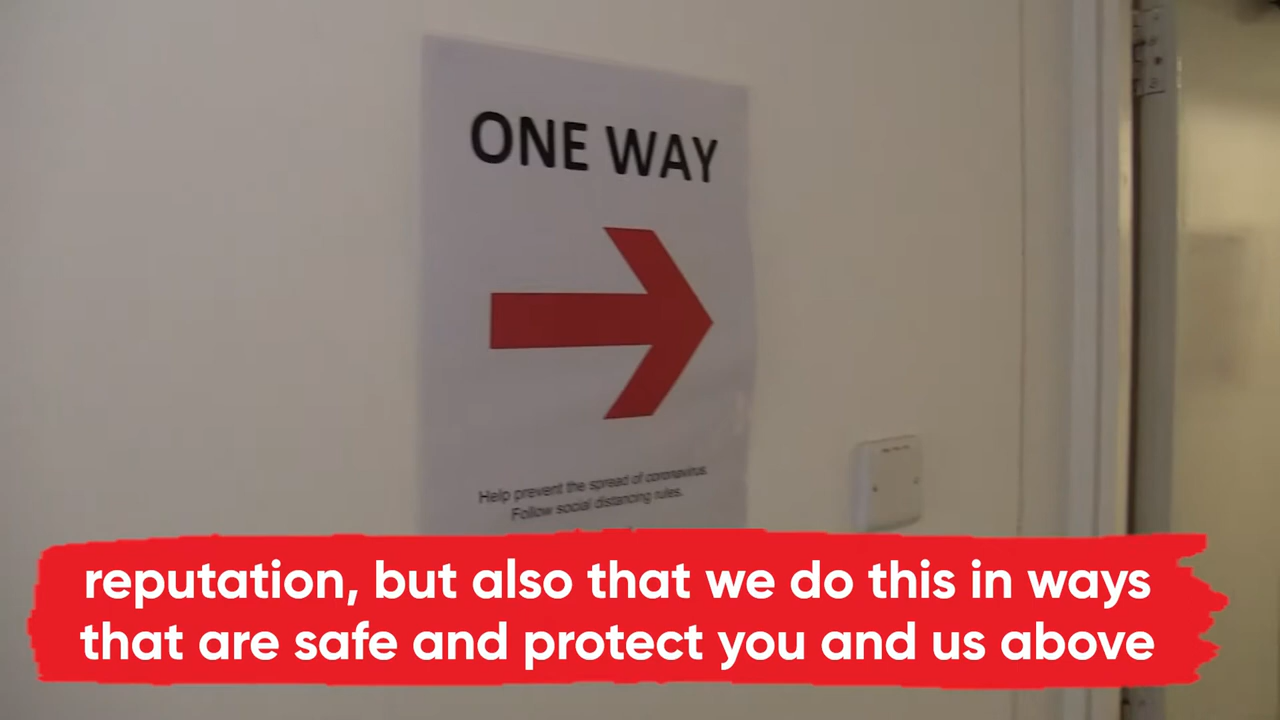 ONE WAY
Help prevent the spread of coronavirus.
Follow social distancing rules.
reputation, but also that we do this in ways
that are safe and protect you and us above